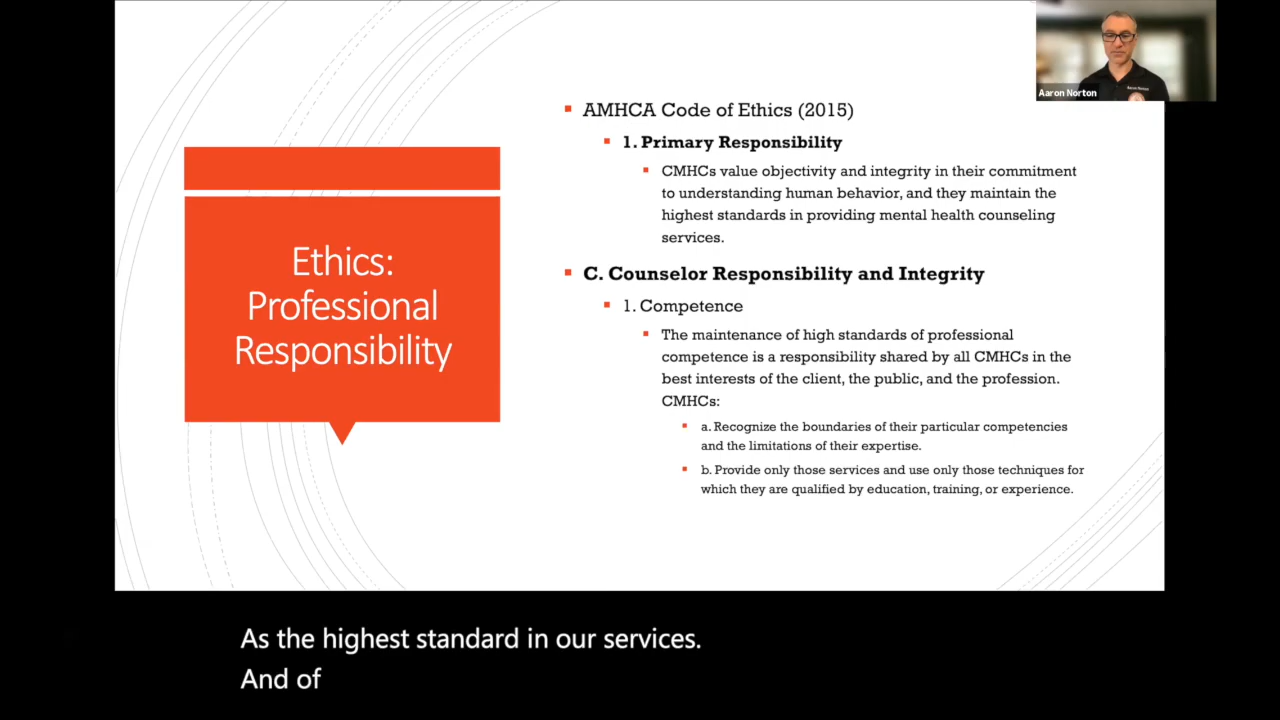 Aaron Norton
AMHCA Code of Ethics (2015)
1. Primary Responsibility
CMHCs value objectivity and integrity in their commitment
to understanding human behavior, and they maintain the
highest standards in providing mental health counseling
services.
C. Counselor Responsibility and Integrity
1. Competence
The maintenance of high standards of professional
competence is a responsibility shared by all CMHCs in the
best interests of the client, the public, and the profession.
CMHCs:
a. Recognize the boundaries of their particular competencies
and the limitations of their expertise.
b. Provide only those services and use only those techniques for
which they are qualified by education, training, or experience.
Ethics:
Professional
Responsibility
As the highest standard in our services.
And of